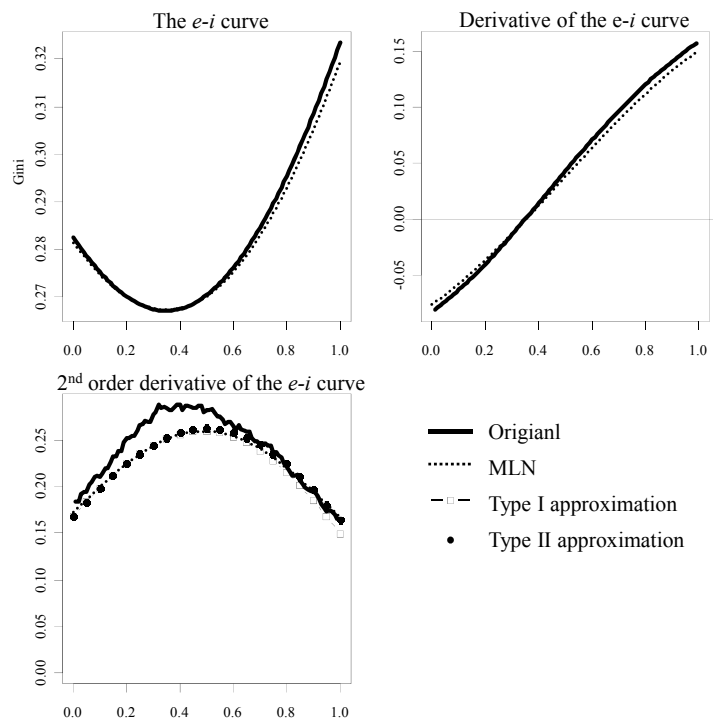 The e-i curve
Gini
0.32
0.31
0.30
0.29
0.28
0.27
0.0 0.2 0.4 0.6 0.8 1.0
Derivative of the e-i curve
0.15
0.10
0.05
0.00
-0.05
0.0 0.2 0.4 0.6 0.8 1.0
2nd order derivative of the e-i curve
0.25
0.20
0.15
0.10
0.05
0.00
0.0 0.2 0.4 0.6 0.8 1.0
Origianl
MLN
Type I approximation
Type II approximation